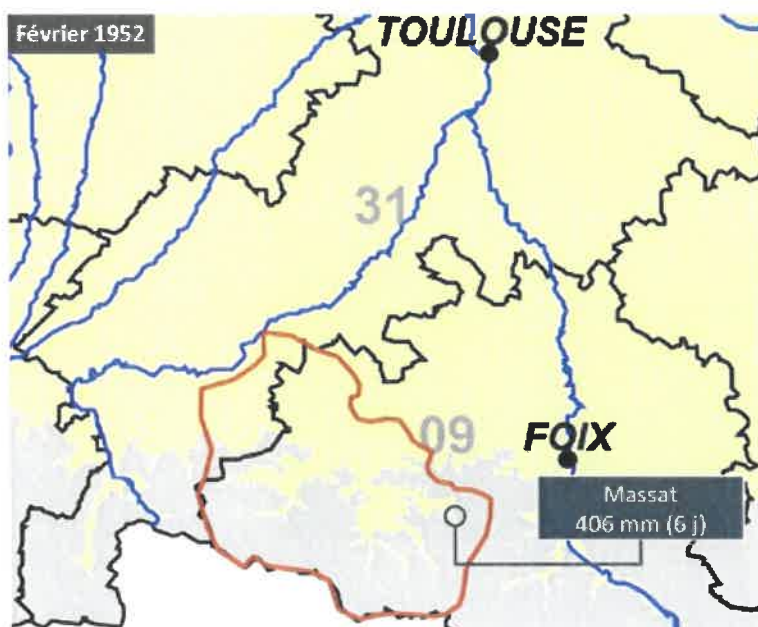 Février 1952
TOULOUSE
31
09
FOIX
Massat
406 mm (6 j)